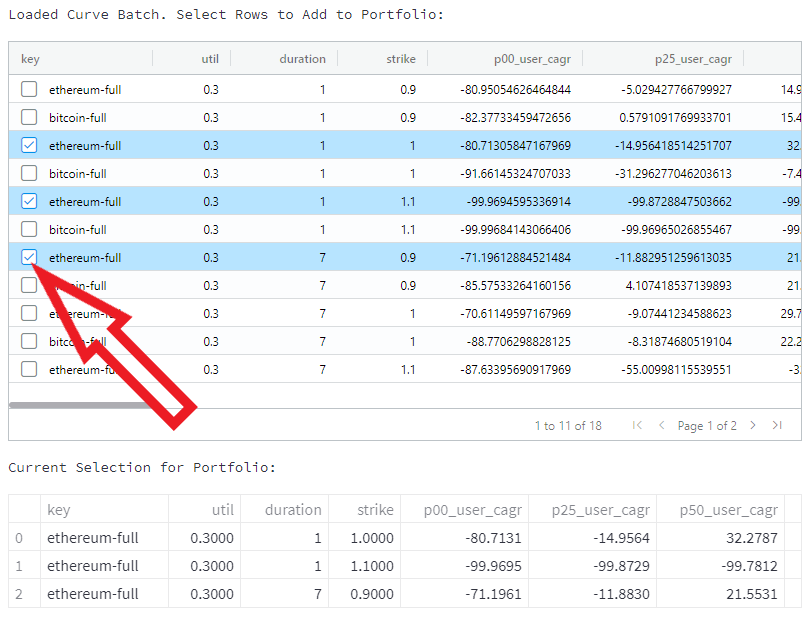 Loaded Curve Batch. Select Rows to Add to Portfolio:
key util duration strike p00_user_cagr p25_user_cagr
ethereum-full 0.3 1 0.9 -80.95054626464844 -5.029427766799927 14.9
bitcoin-full 0.3 1 0.9 -82.37733459472656 0.5791091769933701 15.4
ethereum-full 0.3 1 1 -80.71305847167969 -14.956418514251707 32.
bitcoin-full 0.3 1 1 -91.66145324707033 -31.296277046203613 -7.4
ethereum-full 0.3 1 1.1 -99.9694595336914 -99.8728847503662 -99.
bitcoin-full 0.3 1 1.1 -99.99684143066406 -99.96965026855467 -99.
ethereum-full 0.3 7 0.9 -71.19612884521484 -11.882951259613035 21.
in-full 0.3 7 0.9 -85.57533264160156 4.107418537139893 21.
ethereum-fu 0.3 7 1 -70.61149597167969 -9.07441234588623 29.7
bitc 0.3 7 1 -88.7706298828125 -8.31874680519104 22.2
ethereum-fu 0.3 7 1.1 -87.63395690917969 -55.00998115539551 -3.
1 to 11 of 18 Page 1 of 2
Current Selection for Portfolio:
key util duration strike p00_user_cagr p25_user_cagr p50_user_cagr
0 ethereum-full 0.3000 1 1.0000 -80.7131 -14.9564 32.2787
1 ethereum-full 0.3000 1 1.1000 -99.9695 -99.8729 -99.7812
2 ethereum-full 0.3000 7 0.9000 -71.1961 -11.8830 21.5531